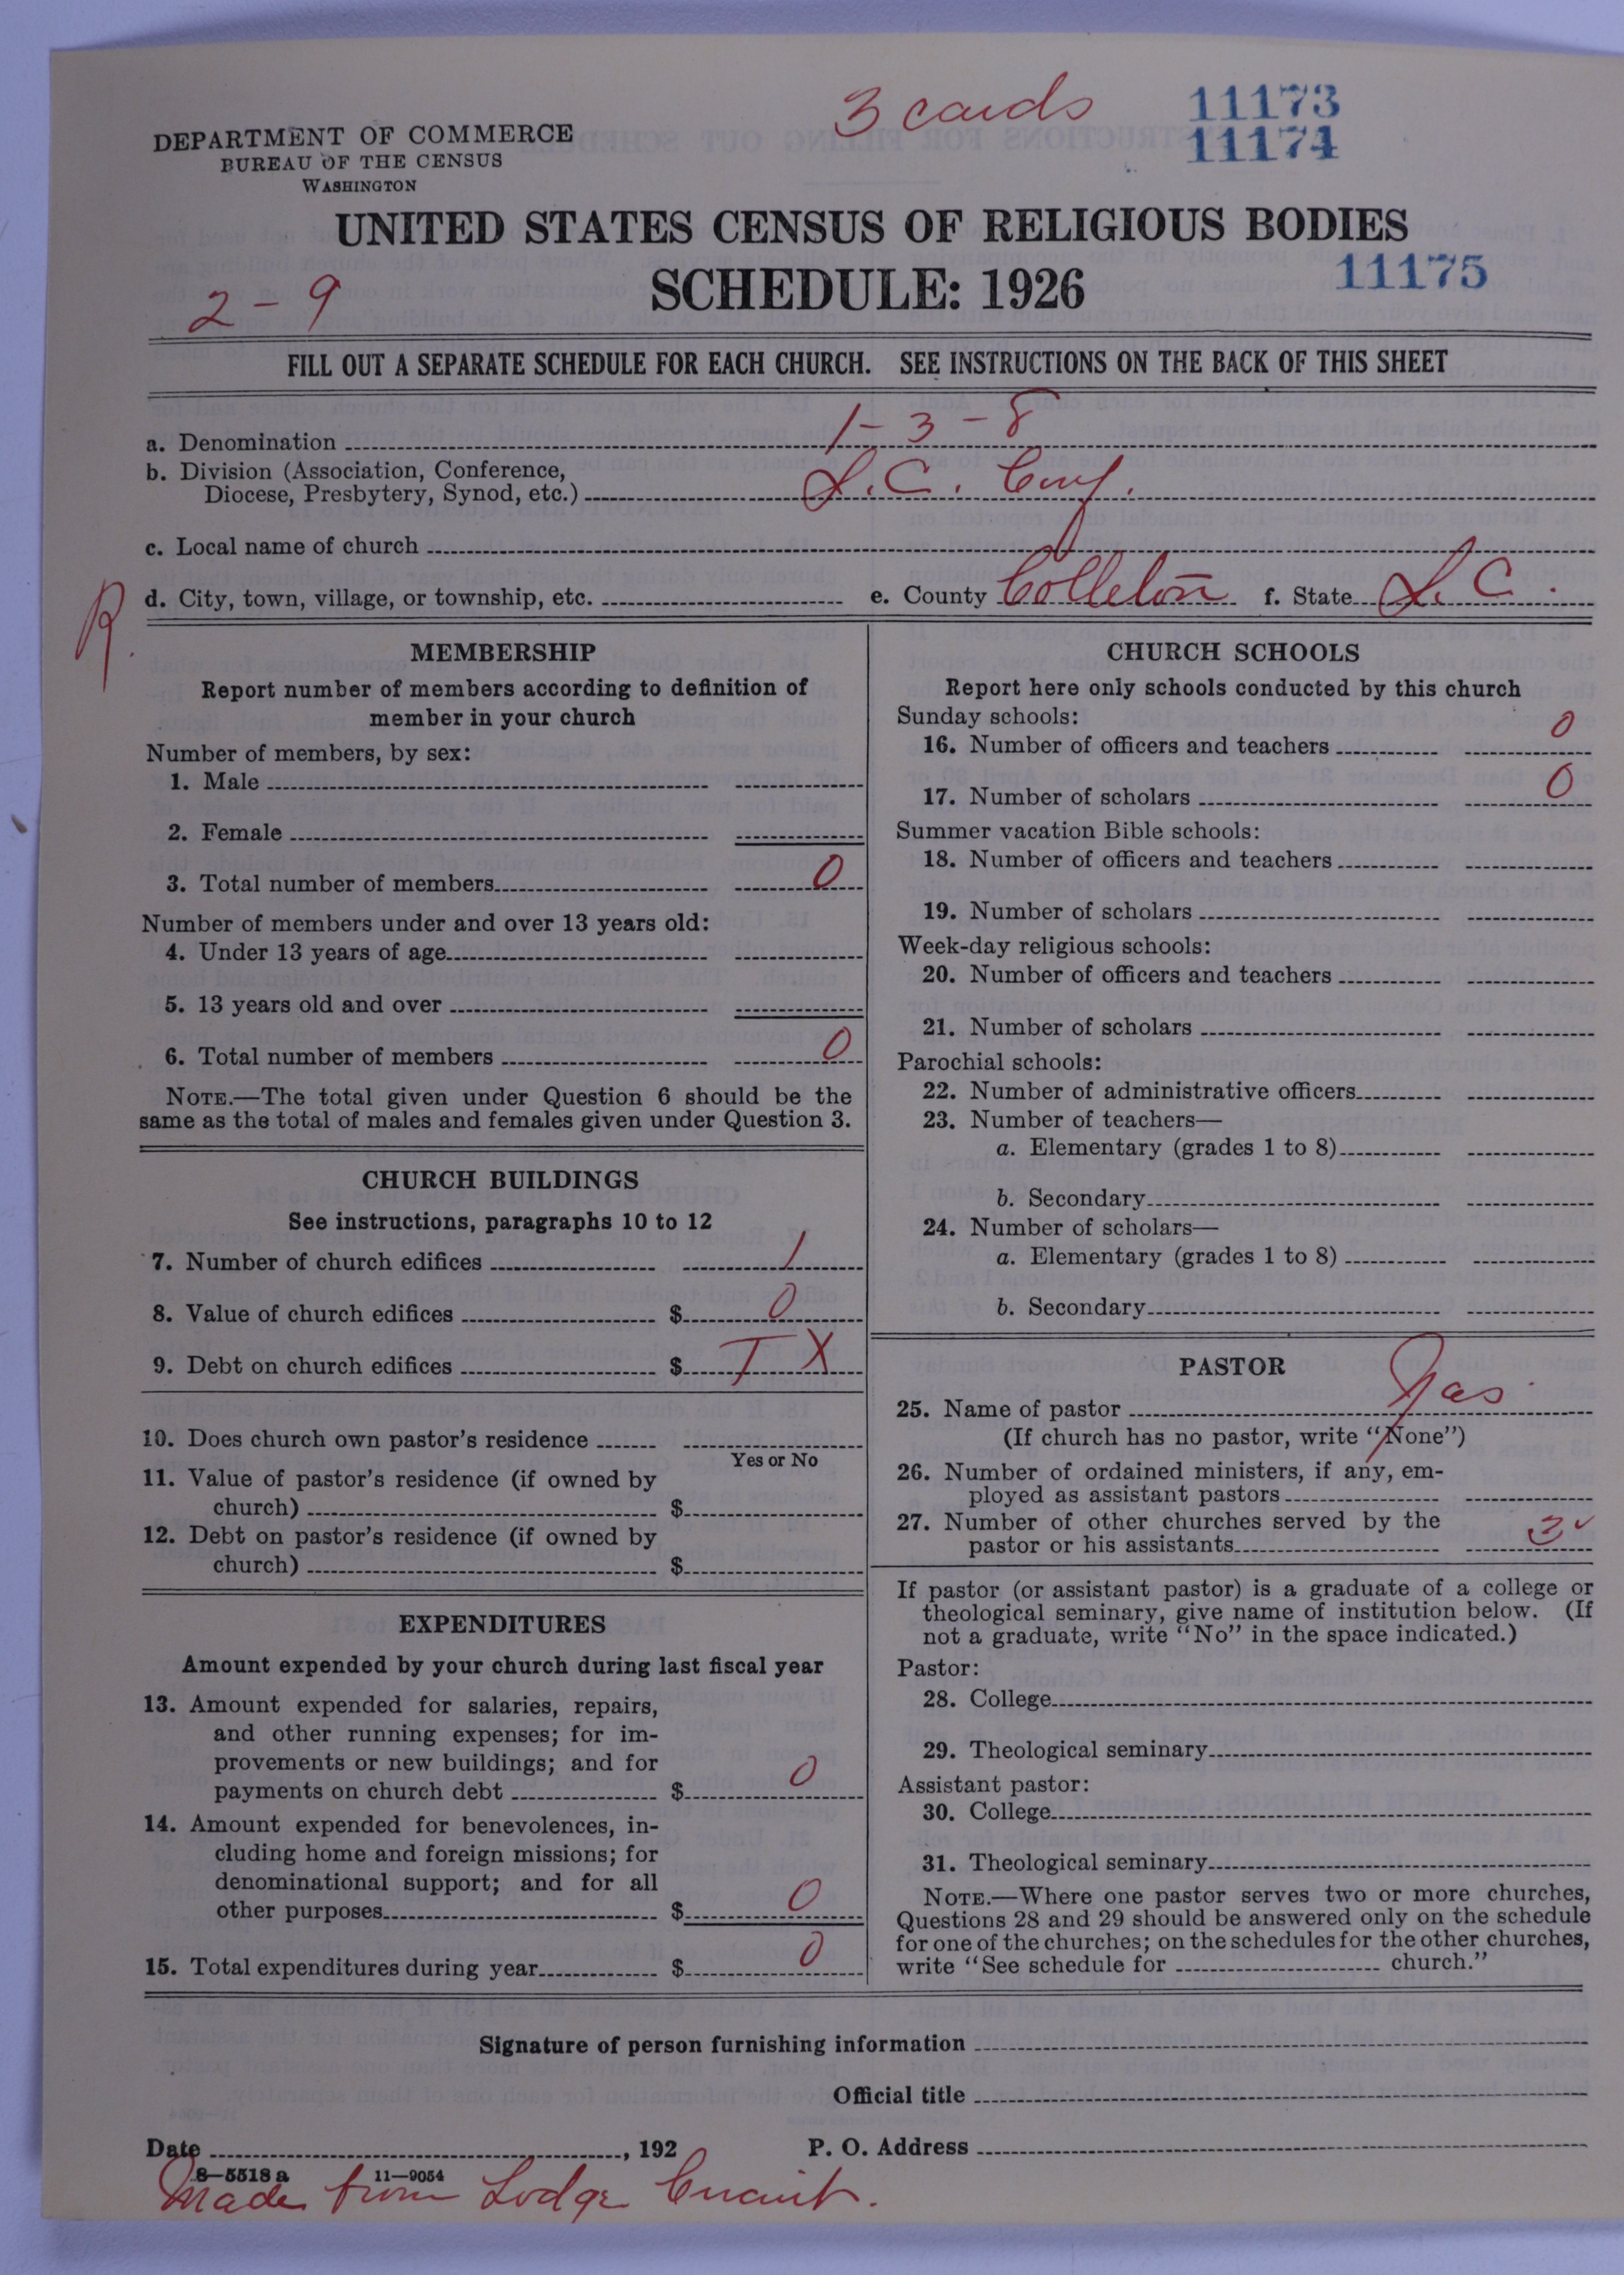 3 cards
11173
11174
DEPARTMENT OF COMMERCE
BUREAU OF THE CENSUS
WASHINGTON
UNITED STATES CENSUS OF RELIGIOUS BODIES
SCHEDULE: 1926
11175
2-9
FILL OUT A SEPARATE SCHEDULE FOR EACH CHURCH. SEE INSTRUCTIONS ON THE BACK OF THIS SHEET
a. Denomination 1-3-8
b. Division (Association, Conference,
Diocese, Presbytery, Synod, etc.) S.C. Conf.
c. Local name of church
R.
d. City, town, village, or township, etc. e. County Colleton f. State S.C.
MEMBERSHIP
Report number of members according to definition of
member in your church
Number of members, by sex:
1. Male
2. Female
3. Total number of members 0
Number of members under and over 13 years old:
4. Under 13 years of age
5. 13 years old and over
6. Total number of members 0
NOTE.—The total given under Question 6 should be the
same as the total of males and females given under Question 3.
CHURCH BUILDINGS
See instructions, paragraphs 10 to 12
7. Number of church edifices 1
8. Value of church edifices $ 0
9. Debt on church edifices $ T X
10. Does church own pastor's residence
Yes or No
11. Value of pastor's residence (if owned by
church) $
12. Debt on pastor's residence (if owned by
church) $
EXPENDITURES
Amount expended by your church during last fiscal year
13. Amount expended for salaries, repairs,
and other running expenses; for im-
provements or new buildings; and for
payments on church debt $ 0
14. Amount expended for benevolences, in-
cluding home and foreign missions; for
denominational support; and for all
other purposes $ 0
15. Total expenditures during year $ 0
CHURCH SCHOOLS
Report here only schools conducted by this church
Sunday schools:
16. Number of officers and teachers 0
17. Number of scholars 0
Summer vacation Bible schools:
18. Number of officers and teachers
19. Number of scholars
Week-day religious schools:
20. Number of officers and teachers
21. Number of scholars
Parochial schools:
22. Number of administrative officers
23. Number of teachers—
a. Elementary (grades 1 to 8)
b. Secondary
24. Number of scholars—
a. Elementary (grades 1 to 8)
b. Secondary
PASTOR
25. Name of pastor
(If church has no pastor, write "None")
26. Number of ordained ministers, if any, em-
ployed as assistant pastors
27. Number of other churches served by the
pastor or his assistants 3 ✓
If pastor (or assistant pastor) is a graduate of a college or
theological seminary, give name of institution below. (If
not a graduate, write "No" in the space indicated.)
Pastor:
28. College
29. Theological seminary
Assistant pastor:
30. College
31. Theological seminary
NOTE.—Where one pastor serves two or more churches,
Questions 28 and 29 should be answered only on the schedule
for one of the churches; on the schedules for the other churches,
write "See schedule for church."
Signature of person furnishing information
Official title
Date , 192 P. O. Address
8—5518 a 11—9054
Made from Lodge